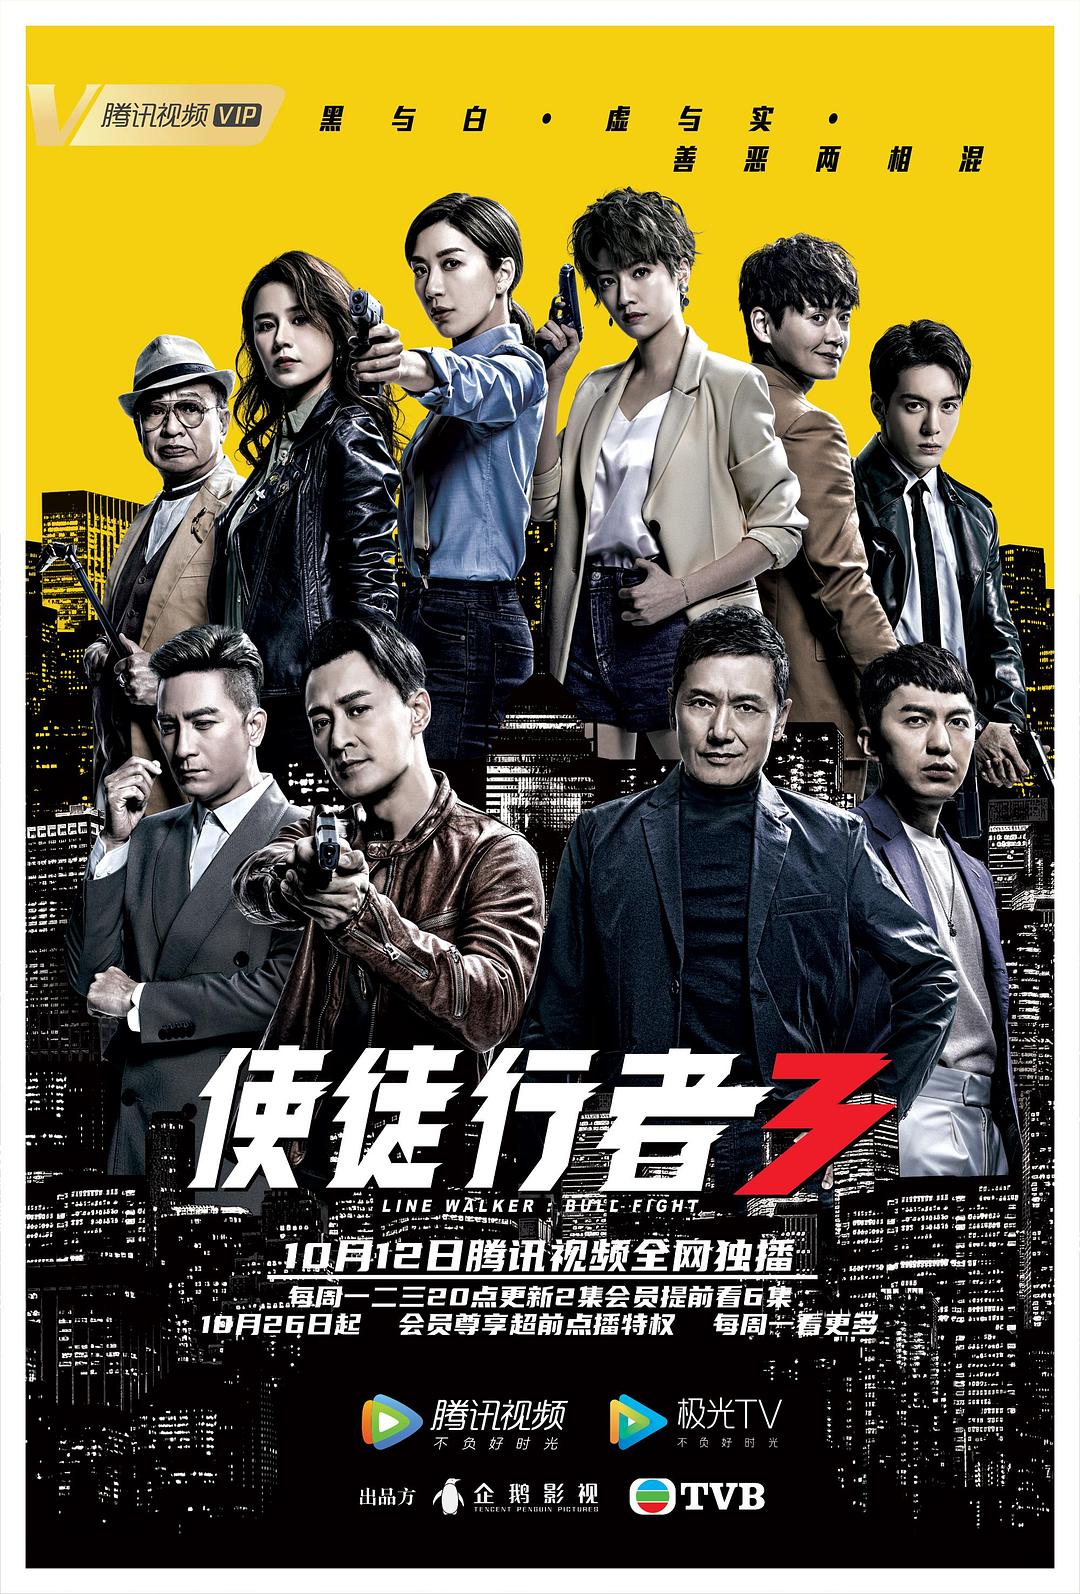 腾讯视频VIP
黑与白·虚与实·
善恶两相混
使徒行者3
LINE WALKER : BULL FIGHT
10月12日腾讯视频全网独播
每周一二三20点更新2集会员提前看6集
10月26日起 会员尊享超前点播特权 每周一看更多
腾讯视频 极光TV
不负好时光 不负好时光
出品方 企鹅影视 TVB
TENCENT PENGUIN PICTURES